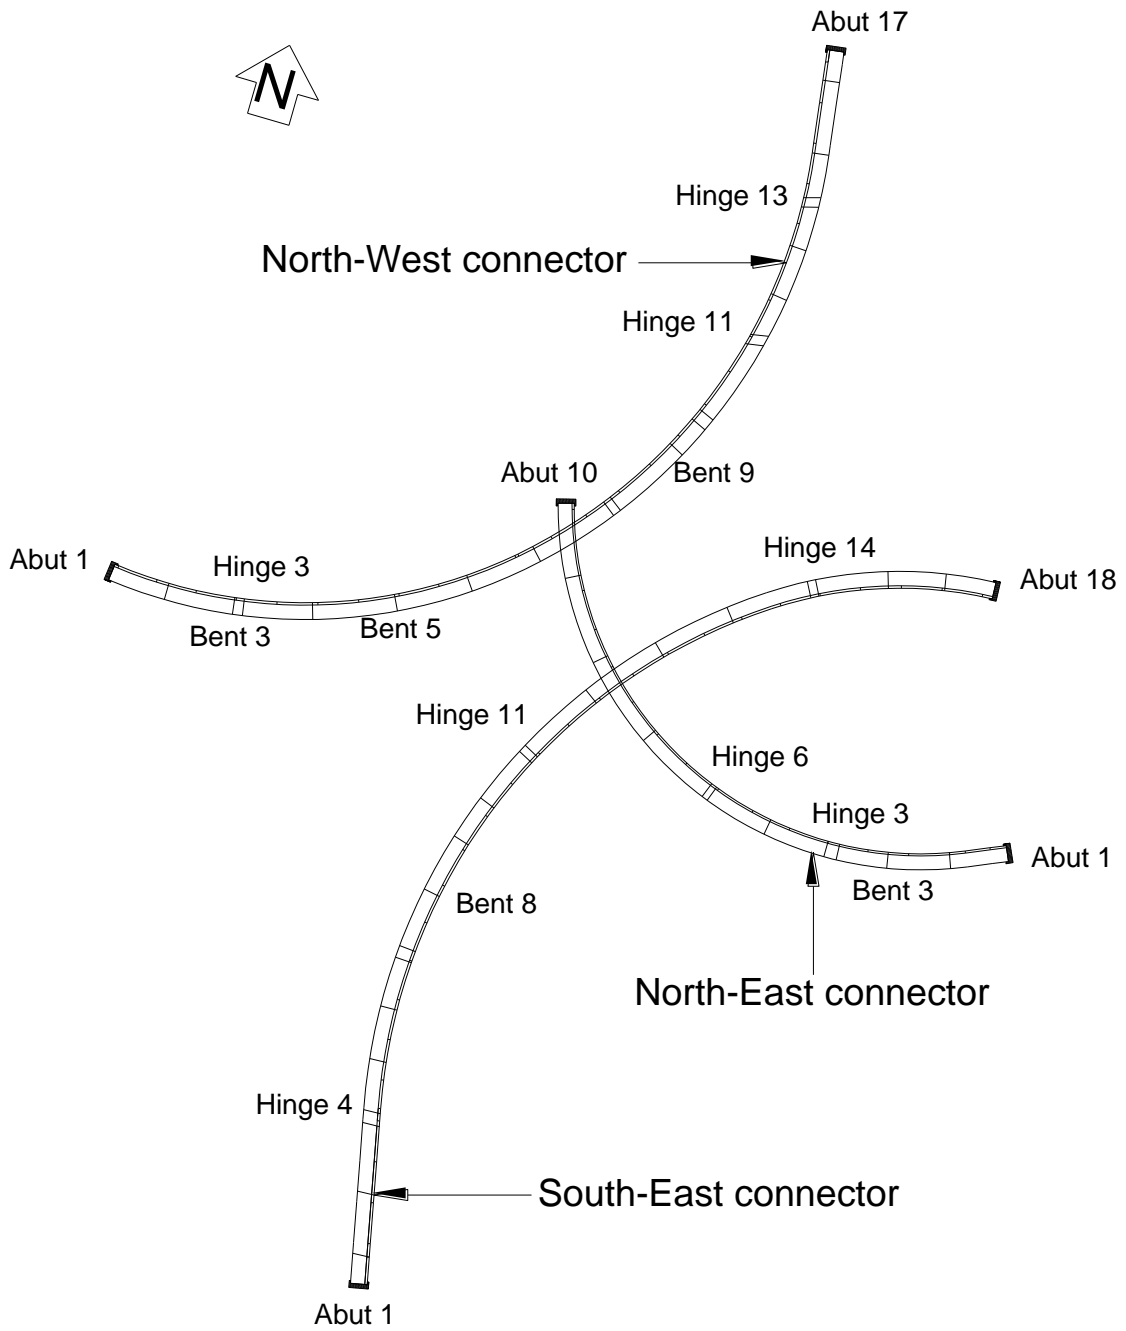 Abut 17
N
Hinge 13
North-West connector
Hinge 11
Abut 10
Bent 9
Abut 1
Hinge 3
Hinge 14
Abut 18
Bent 3
Bent 5
Hinge 11
Hinge 6
Hinge 3
Abut 1
Bent 3
Bent 8
North-East connector
Hinge 4
South-East connector
Abut 1